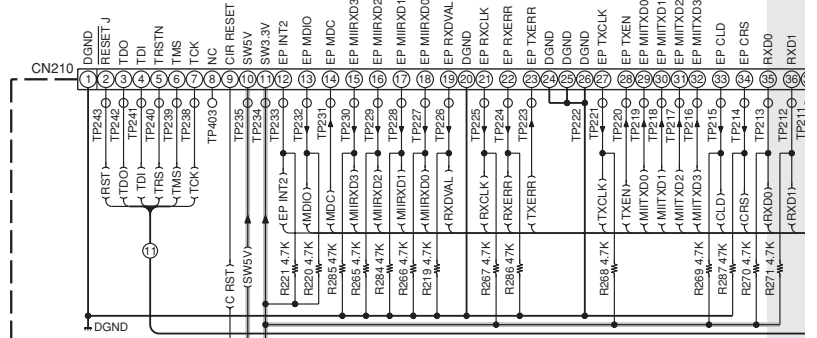 CN210
DGND
RESET J
TDO
TDI
TRSTN
TMS
TCK
NC
CIR RESET
SW5V
SW3.3V
EP INT2
EP MDIO
EP MDC
EP MIIRXD3
EP MIIRXD2
EP MIIRXD1
EP MIIRXD0
EP RXDVAL
DGND
EP RXCLK
EP RXERR
EP TXERR
DGND
DGND
DGND
EP TXCLK
EP TXEN
EP MIITXD0
EP MIITXD1
EP MIITXD2
EP MIITXD3
EP CLD
EP CRS
RXD0
RXD1
1 2 3 4 5 6 7 8 9 10 11 12 13 14 15 16 17 18 19 20 21 22 23 24 25 26 27 28 29 30 31 32 33 34 35 36
TP243
TP242
TP241
TP240
TP239
TP238
TP403
TP235
TP234
TP233
TP232
TP231
TP230
TP229
TP228
TP227
TP226
TP225
TP224
TP223
TP222
TP221
TP220
TP219
TP218
TP217
TP216
TP215
TP214
TP213
TP212
TP211
(RST)
(TDO)
(TDI)
(TRS)
(TMS)
(TCK)
(EP INT2)
(MDIO)
(MDC)
(MIIRXD3)
(MIIRXD2)
(MIIRXD1)
(MIIRXD0)
(RXDVAL)
(RXCLK)
(RXERR)
(TXERR)
(TXCLK)
(TXEN)
(MIITXD0)
(MIITXD1)
(MIITXD2)
(MIITXD3)
(CLD)
(CRS)
(RXD0)
(RXD1)
11
(C RST)
(SW5V)
R221 4.7K
R220 4.7K
R285 47K
R265 4.7K
R284 47K
R266 4.7K
R219 4.7K
R267 4.7K
R286 47K
R268 4.7K
R269 4.7K
R287 47K
R270 4.7K
R271 4.7K
DGND